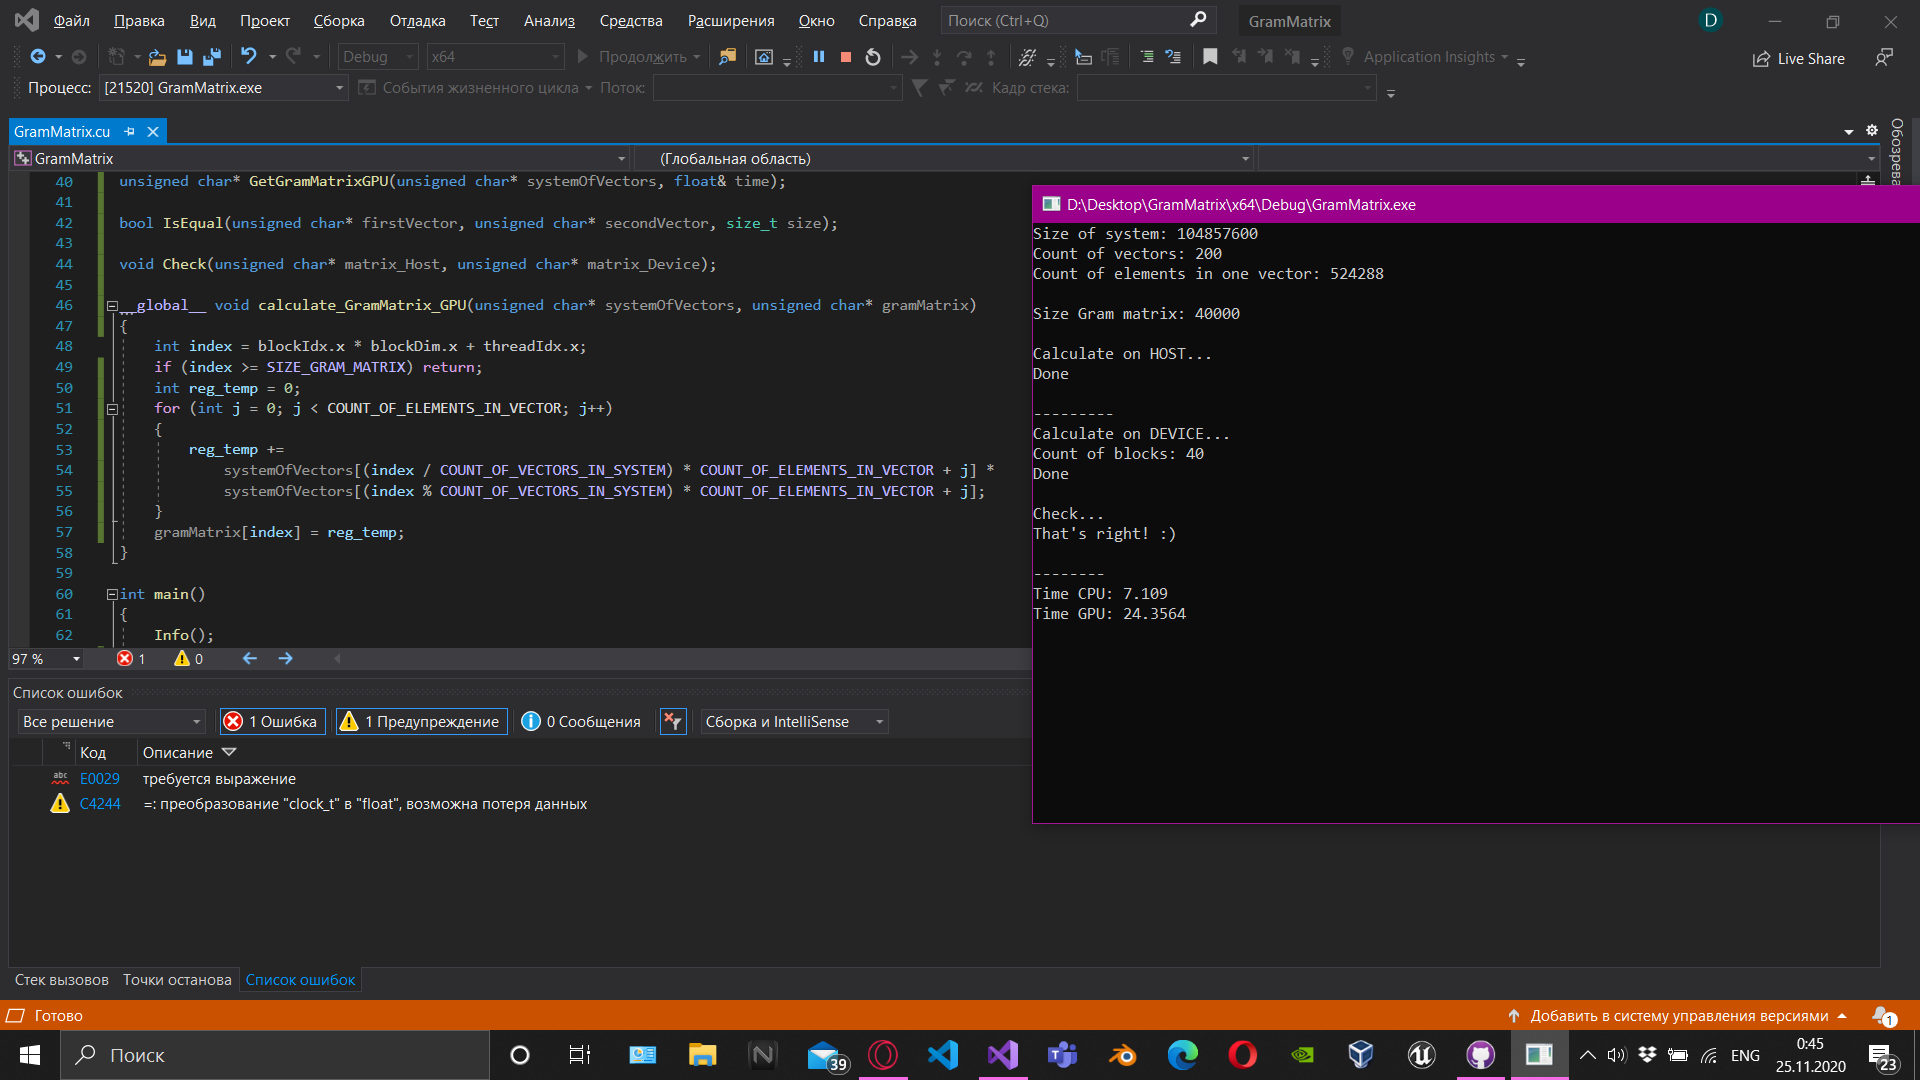 Файл Правка Вид Проект Сборка Отладка Тест Анализ Средства Расширения Окно Справка Поиск (Ctrl+Q) GramMatrix D
Debug x64 Продолжить Application Insights Live Share
Процесс: [21520] GramMatrix.exe События жизненного цикла Поток: Кадр стека:
GramMatrix.cu
GramMatrix (Глобальная область)
40 unsigned char* GetGramMatrixGPU(unsigned char* systemOfVectors, float& time);
41
42 bool IsEqual(unsigned char* firstVector, unsigned char* secondVector, size_t size);
43
44 void Check(unsigned char* matrix_Host, unsigned char* matrix_Device);
45
46 __global__ void calculate_GramMatrix_GPU(unsigned char* systemOfVectors, unsigned char* gramMatrix)
47 {
48 int index = blockIdx.x * blockDim.x + threadIdx.x;
49 if (index >= SIZE_GRAM_MATRIX) return;
50 int reg_temp = 0;
51 for (int j = 0; j < COUNT_OF_ELEMENTS_IN_VECTOR; j++)
52 {
53 reg_temp +=
54 systemOfVectors[(index / COUNT_OF_VECTORS_IN_SYSTEM) * COUNT_OF_ELEMENTS_IN_VECTOR + j] *
55 systemOfVectors[(index % COUNT_OF_VECTORS_IN_SYSTEM) * COUNT_OF_ELEMENTS_IN_VECTOR + j];
56 }
57 gramMatrix[index] = reg_temp;
58 }
59
60 int main()
61 {
62 Info();
97 % 1 0
D:\Desktop\GramMatrix\x64\Debug\GramMatrix.exe
Size of system: 104857600
Count of vectors: 200
Count of elements in one vector: 524288
Size Gram matrix: 40000
Calculate on HOST...
Done
---------
Calculate on DEVICE...
Count of blocks: 40
Done
Check...
That's right! :)
--------
Time CPU: 7.109
Time GPU: 24.3564
Список ошибок
Все решение 1 Ошибка 1 Предупреждение 0 Сообщения Сборка и IntelliSense
Код Описание
abc E0029 требуется выражение
C4244 =: преобразование "clock_t" в "float", возможна потеря данных
Стек вызовов Точки останова Список ошибок
Готово Добавить в систему управления версиями 1
Поиск 39 ENG 0:45
25.11.2020 23